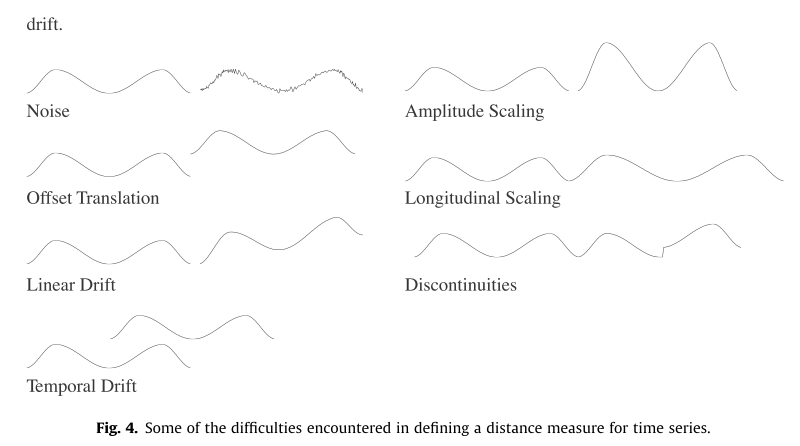 drift.
Noise
Amplitude Scaling
Offset Translation
Longitudinal Scaling
Linear Drift
Discontinuities
Temporal Drift
Fig. 4. Some of the difficulties encountered in defining a distance measure for time series.